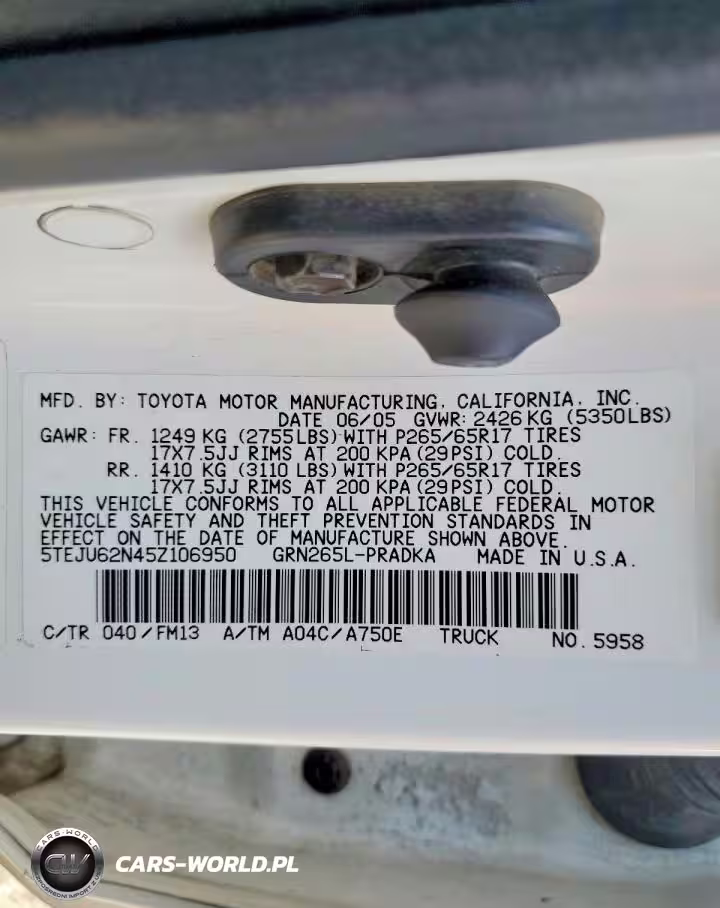 MFD. BY: TOYOTA MOTOR MANUFACTURING, CALIFORNIA, INC.
DATE 06/05 GVWR: 2426 KG (5350LBS)
GAWR: FR. 1249 KG (2755LBS) WITH P265/65R17 TIRES
17X7.5JJ RIMS AT 200 KPA (29PSI) COLD.
RR. 1410 KG (3110 LBS) WITH P265/65R17 TIRES
17X7.5JJ RIMS AT 200 KPA (29PSI) COLD.
THIS VEHICLE CONFORMS TO ALL APPLICABLE FEDERAL MOTOR
VEHICLE SAFETY AND THEFT PREVENTION STANDARDS IN
EFFECT ON THE DATE OF MANUFACTURE SHOWN ABOVE.
5TEJU62N45Z106950 GRN265L-PRADKA MADE IN U.S.A.
C/TR 040/FM13 A/TM A04C/A750E TRUCK NO. 5958
CARS-WORLD
CW
CARS-WORLD.PL